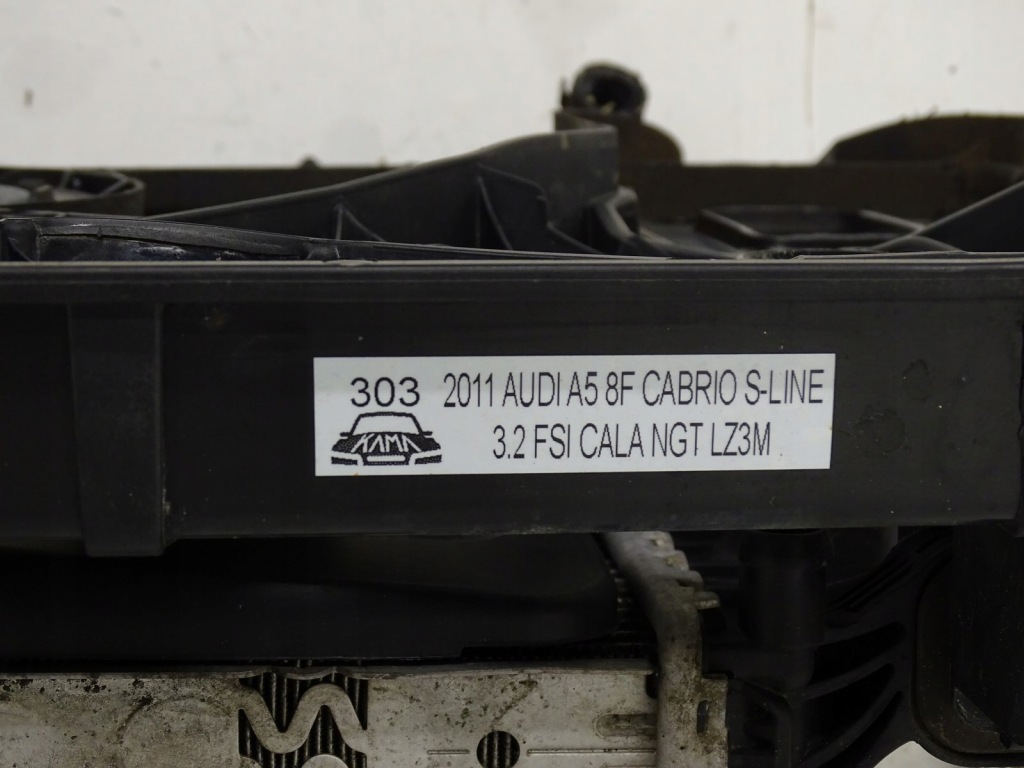 303 2011 AUDI A5 8F CABRIO S-LINE
KAMA 3.2 FSI CALA NGT LZ3M